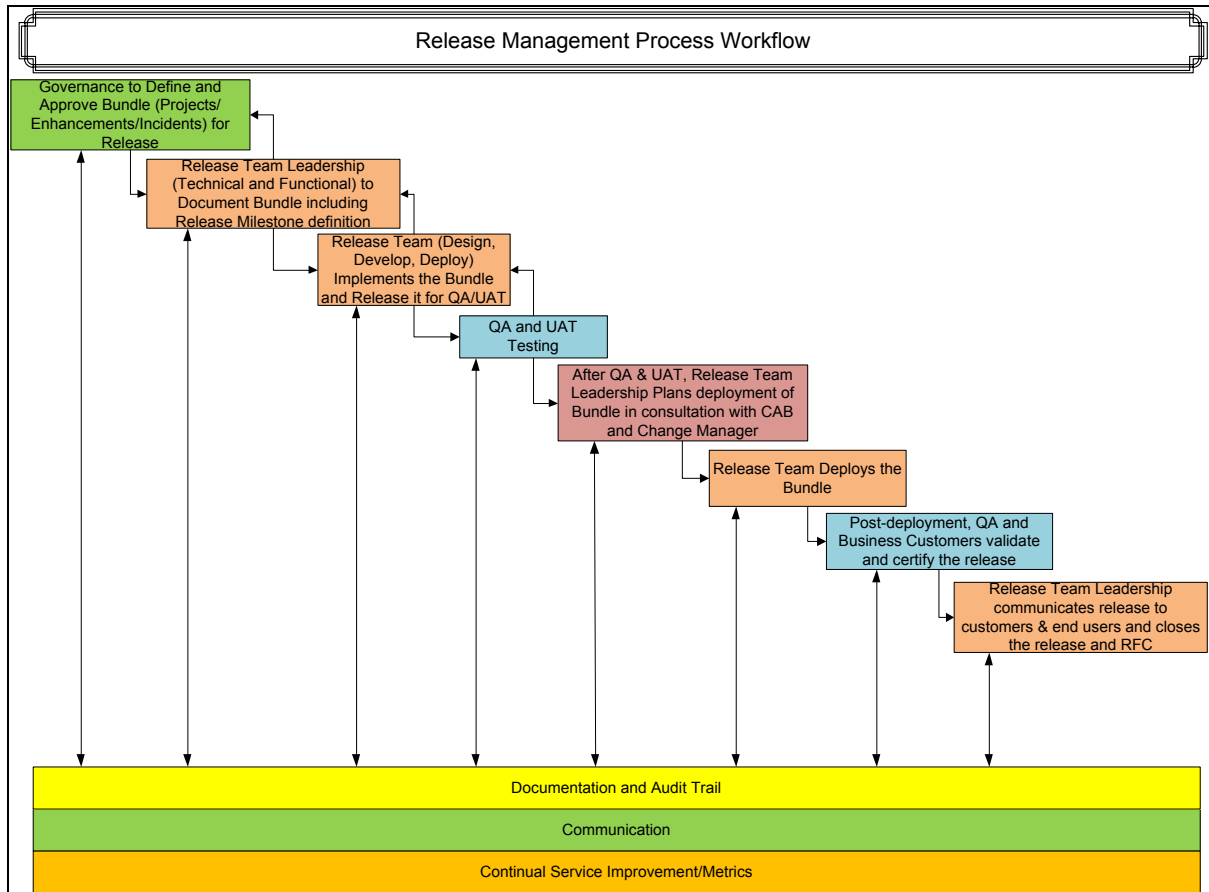 Release Management Process Workflow
Governance to Define and
Approve Bundle (Projects/
Enhancements/Incidents) for
Release
Release Team Leadership
(Technical and Functional) to
Document Bundle including
Release Milestone definition
Release Team (Design,
Develop, Deploy)
Implements the Bundle
and Release it for QA/UAT
QA and UAT
Testing
After QA & UAT, Release Team
Leadership Plans deployment of
Bundle in consultation with CAB
and Change Manager
Release Team Deploys the
Bundle
Post-deployment, QA and
Business Customers validate
and certify the release
Release Team Leadership
communicates release to
customers & end users and closes
the release and RFC
Documentation and Audit Trail
Communication
Continual Service Improvement/Metrics